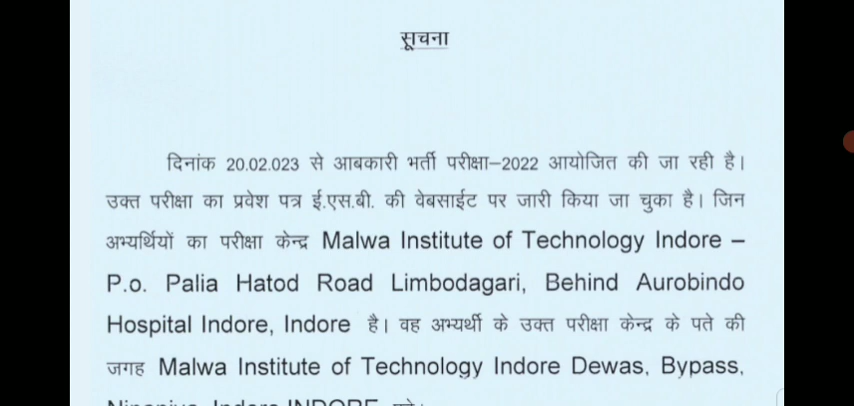 सूचना
दिनांक 20.02.023 से आबकारी भर्ती परीक्षा–2022 आयोजित की जा रही है।
उक्त परीक्षा का प्रवेश पत्र ई.एस.बी. की वेबसाईट पर जारी किया जा चुका है। जिन
अभ्यर्थियों का परीक्षा केन्द्र Malwa Institute of Technology Indore –
P.o. Palia Hatod Road Limbodagari, Behind Aurobindo
Hospital Indore, Indore है। वह अभ्यर्थी के उक्त परीक्षा केन्द्र के पते की
जगह Malwa Institute of Technology Indore Dewas, Bypass,
Indore INDORE